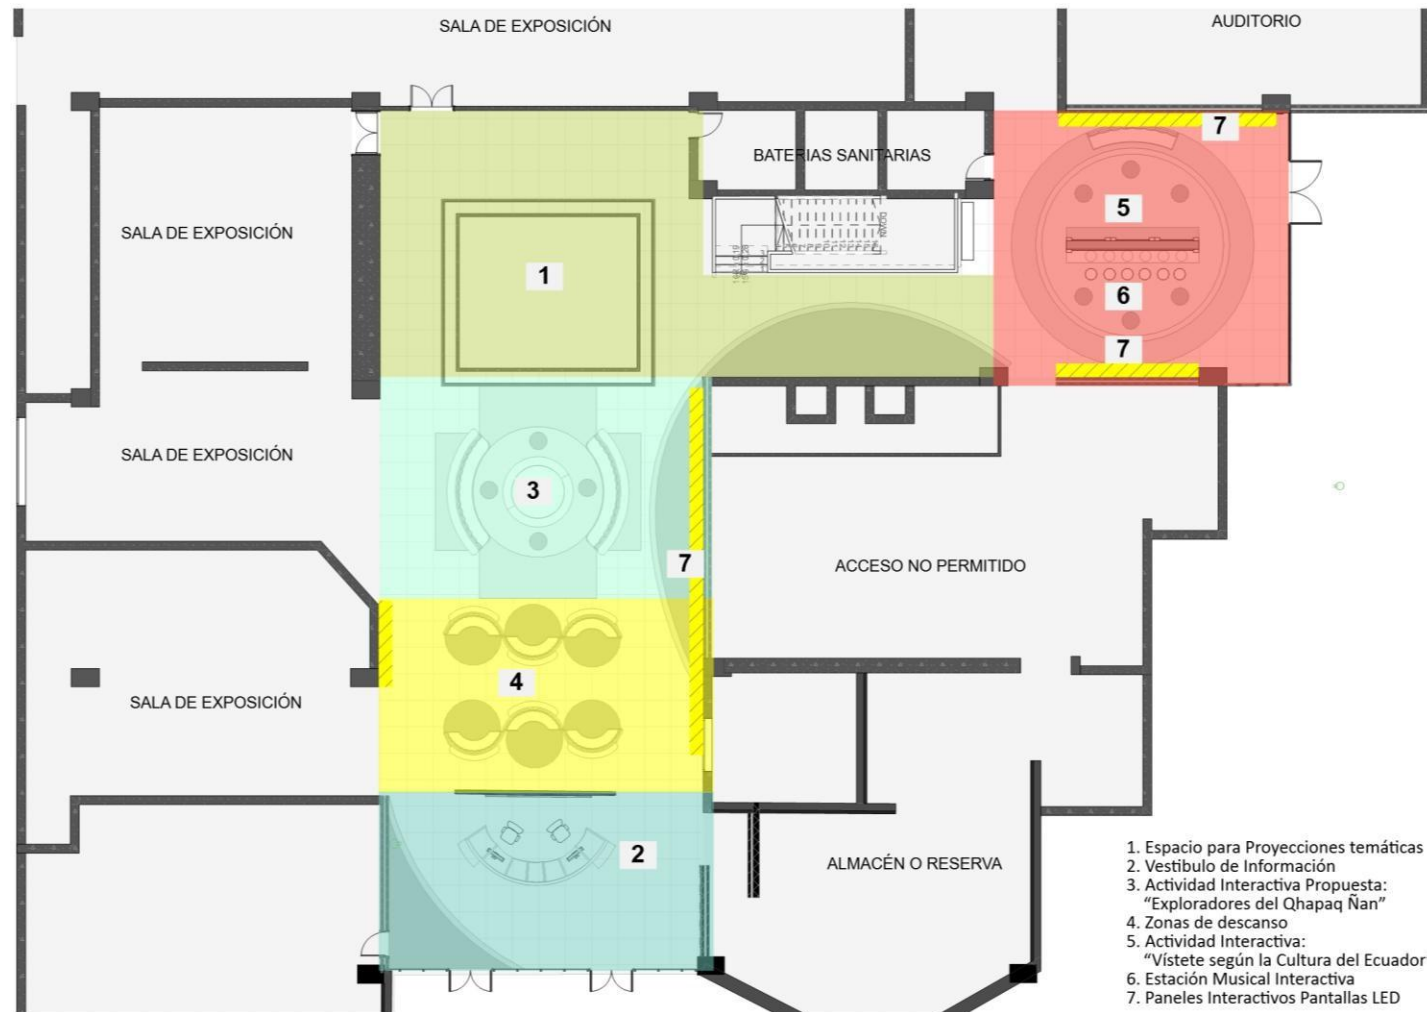 SALA DE EXPOSICIÓN
AUDITORIO
7
BATERIAS SANITARIAS
5
SALA DE EXPOSICIÓN
DOWN
1
6
7
SALA DE EXPOSICIÓN
3
7
ACCESO NO PERMITIDO
4
SALA DE EXPOSICIÓN
2
ALMACÉN O RESERVA
1. Espacio para Proyecciones temáticas
2. Vestibulo de Información
3. Actividad Interactiva Propuesta:
“Exploradores del Qhapaq Ñan”
4. Zonas de descanso
5. Actividad Interactiva:
“Vístete según la Cultura del Ecuador
6. Estación Musical Interactiva
7. Paneles Interactivos Pantallas LED